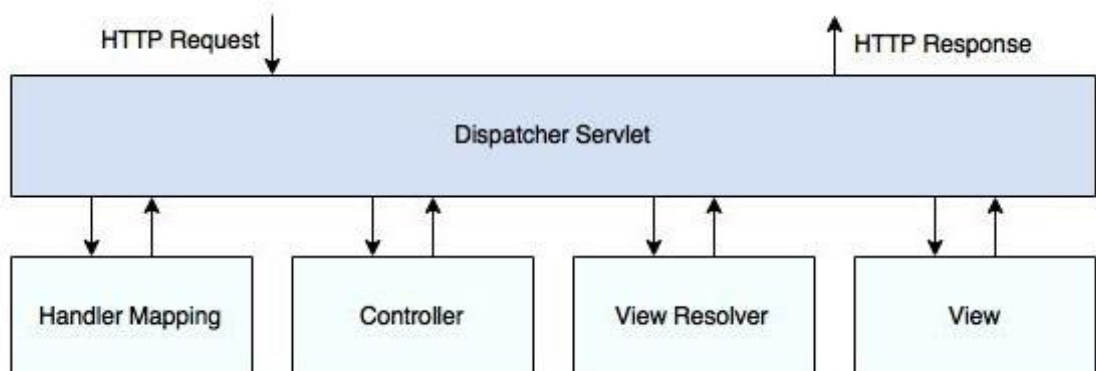 HTTP Request
HTTP Response
Dispatcher Servlet
Handler Mapping
Controller
View Resolver
View